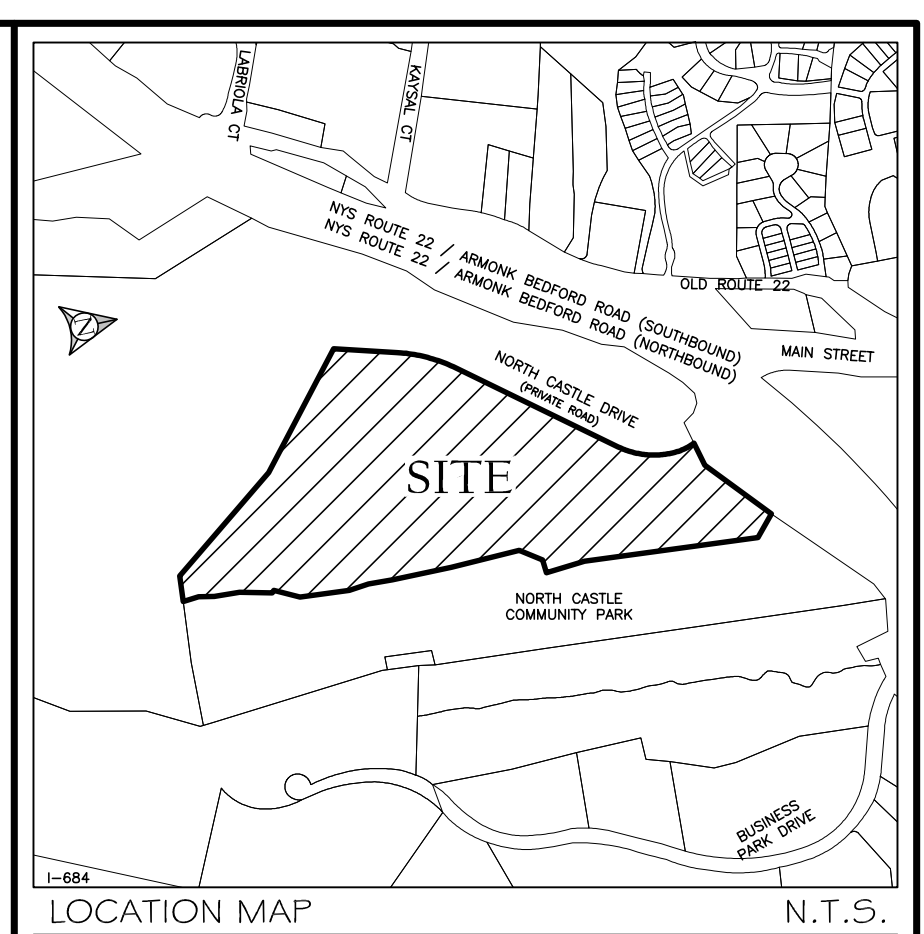 LABRIOLA CT
KAYSAL CT
NYS ROUTE 22 / ARMONK BEDFORD ROAD (SOUTHBOUND)
NYS ROUTE 22 / ARMONK BEDFORD ROAD (NORTHBOUND)
OLD ROUTE 22
MAIN STREET
N
NORTH CASTLE DRIVE
(PRIVATE ROAD)
SITE
NORTH CASTLE
COMMUNITY PARK
BUSINESS
PARK DRIVE
I-684
LOCATION MAP
N.T.S.